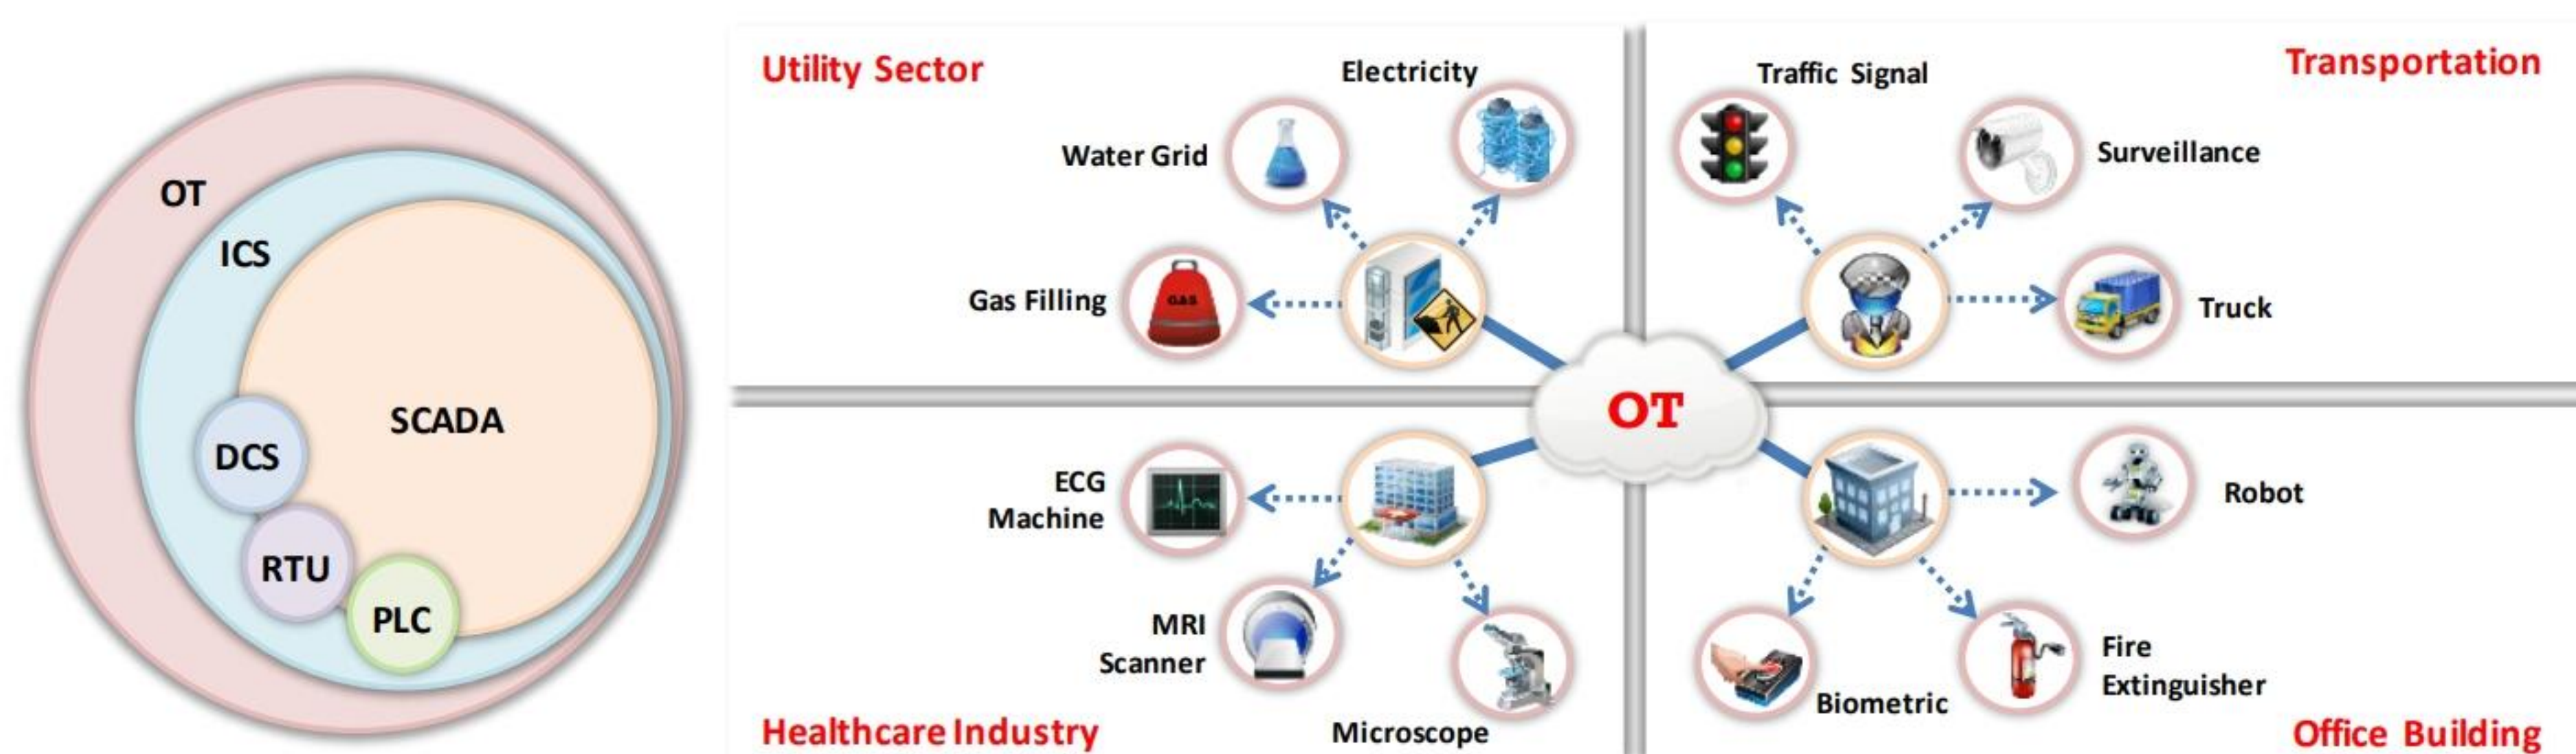 OT
ICS
SCADA
DCS
RTU
PLC
Utility Sector
Electricity
Water Grid
Gas Filling
GAS
Transportation
Traffic Signal
Surveillance
Truck
OT
ECG
Machine
MRI
Scanner
Microscope
Healthcare Industry
Robot
Fire
Extinguisher
Biometric
Office Building